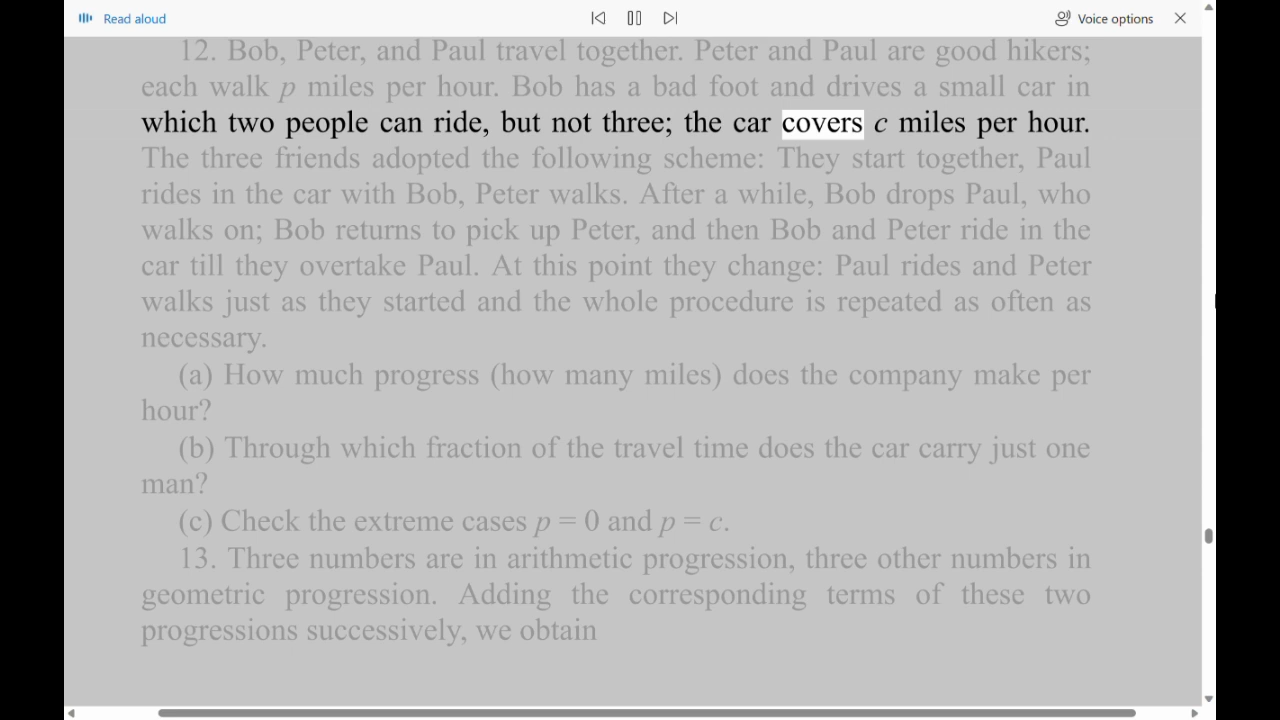 Read aloud
Voice options
12. Bob, Peter, and Paul travel together. Peter and Paul are good hikers;
each walk p miles per hour. Bob has a bad foot and drives a small car in
which two people can ride, but not three; the car covers c miles per hour.
The three friends adopted the following scheme: They start together, Paul
rides in the car with Bob, Peter walks. After a while, Bob drops Paul, who
walks on; Bob returns to pick up Peter, and then Bob and Peter ride in the
car till they overtake Paul. At this point they change: Paul rides and Peter
walks just as they started and the whole procedure is repeated as often as
necessary.
(a) How much progress (how many miles) does the company make per
hour?
(b) Through which fraction of the travel time does the car carry just one
man?
(c) Check the extreme cases p = 0 and p = c.
13. Three numbers are in arithmetic progression, three other numbers in
geometric progression. Adding the corresponding terms of these two
progressions successively, we obtain